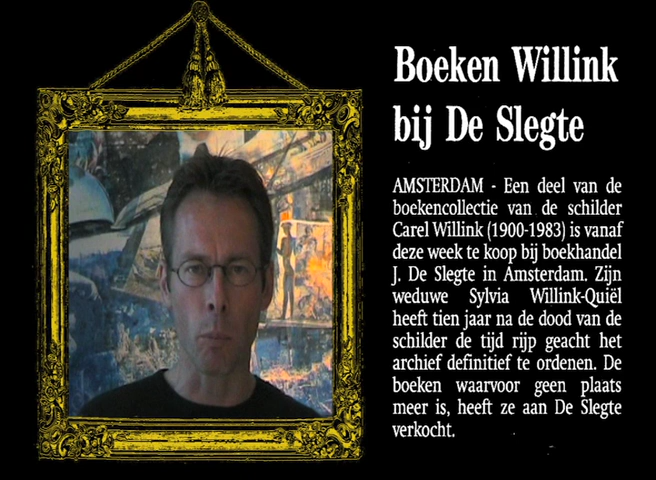 Boeken Willink
bij De Slegte
AMSTERDAM - Een deel van de
boekencollectie van de schilder
Carel Willink (1900-1983) is vanaf
deze week te koop bij boekhandel
J. De Slegte in Amsterdam. Zijn
weduwe Sylvia Willink-Quiël
heeft tien jaar na de dood van de
schilder de tijd rijp geacht het
archief definitief te ordenen. De
boeken waarvoor geen plaats
meer is, heeft ze aan De Slegte
verkocht.